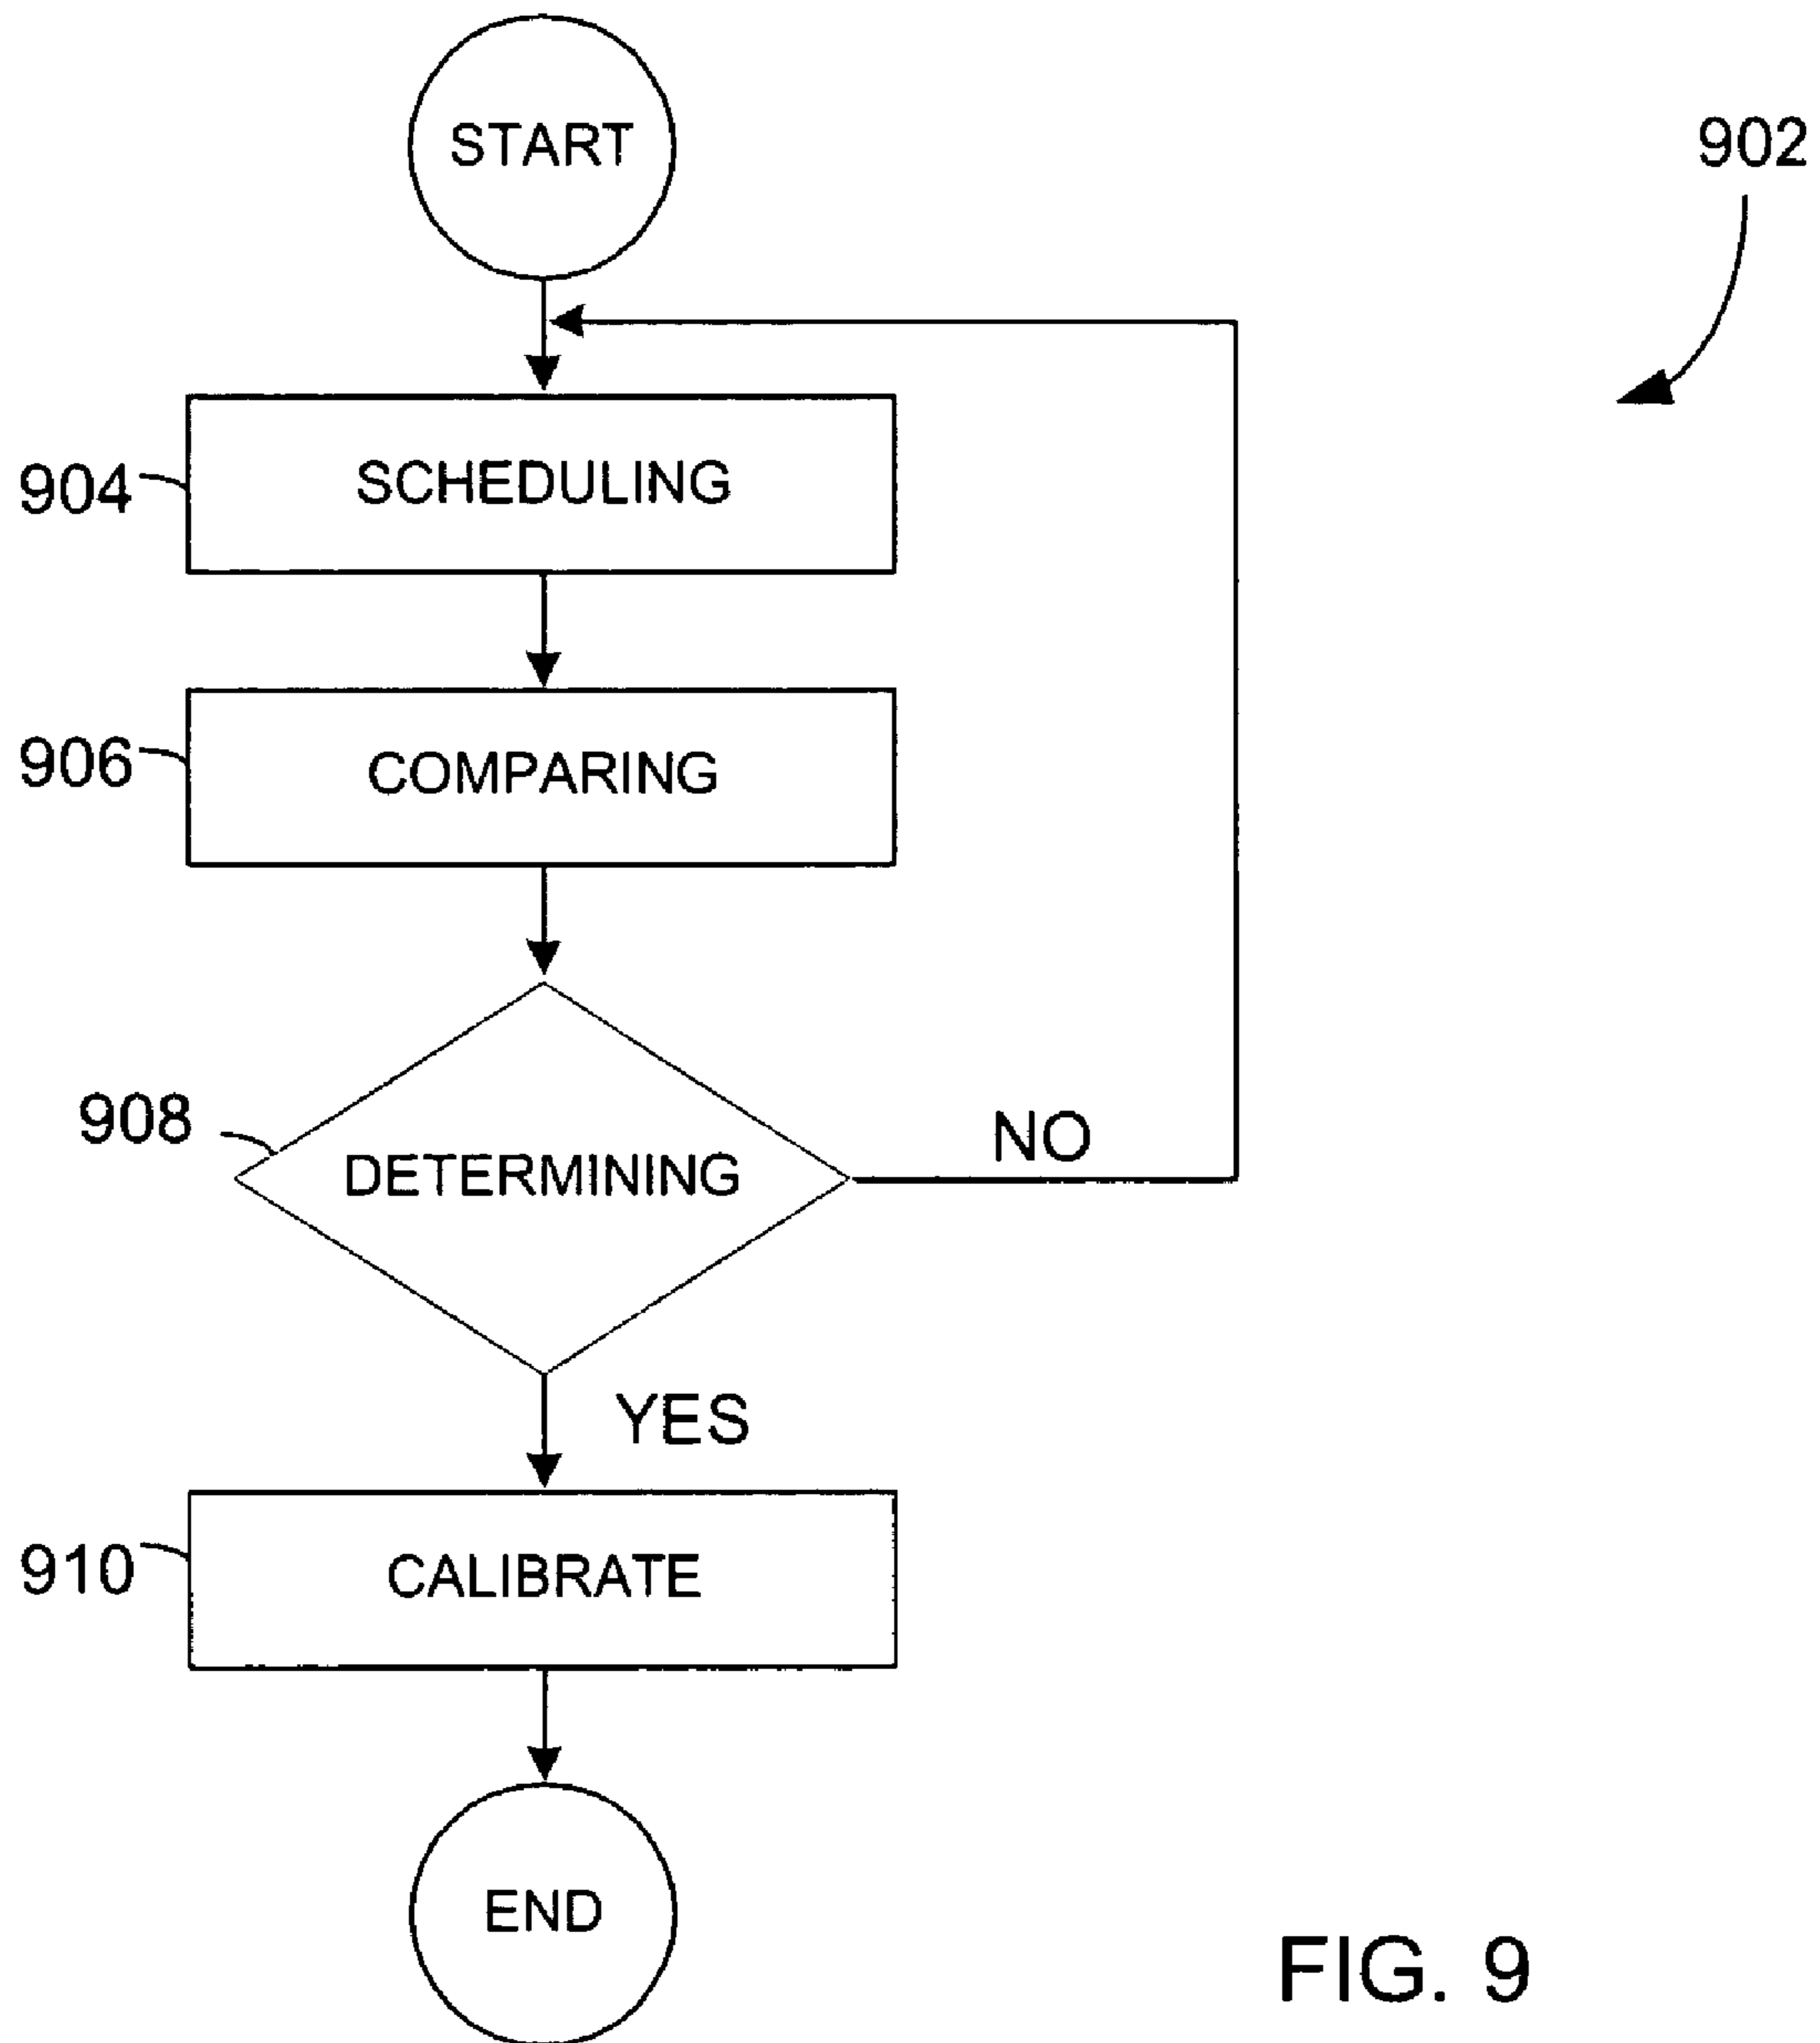 START
902
904
SCHEDULING
906
COMPARING
908
DETERMINING
NO
YES
910
CALIBRATE
END
FIG. 9